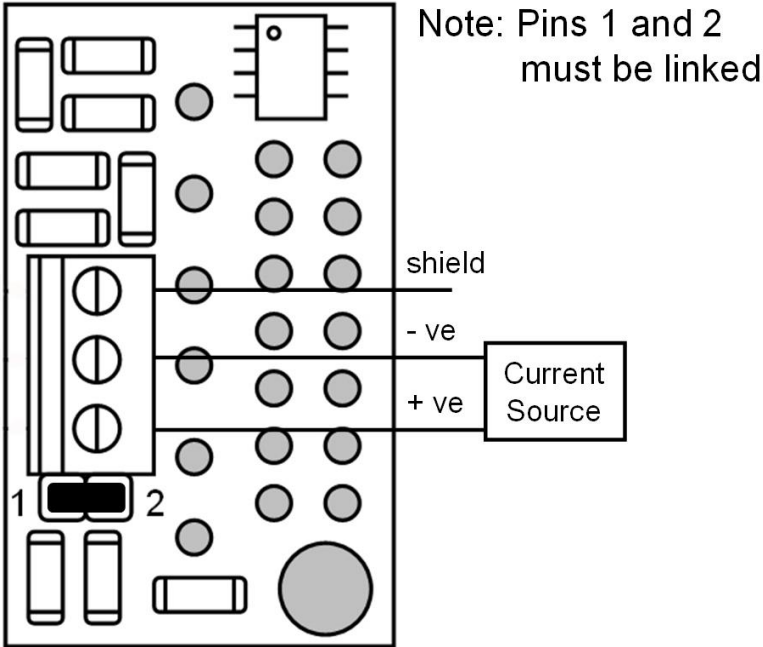 Note: Pins 1 and 2
must be linked
shield
- ve
+ ve
Current
Source
1
2